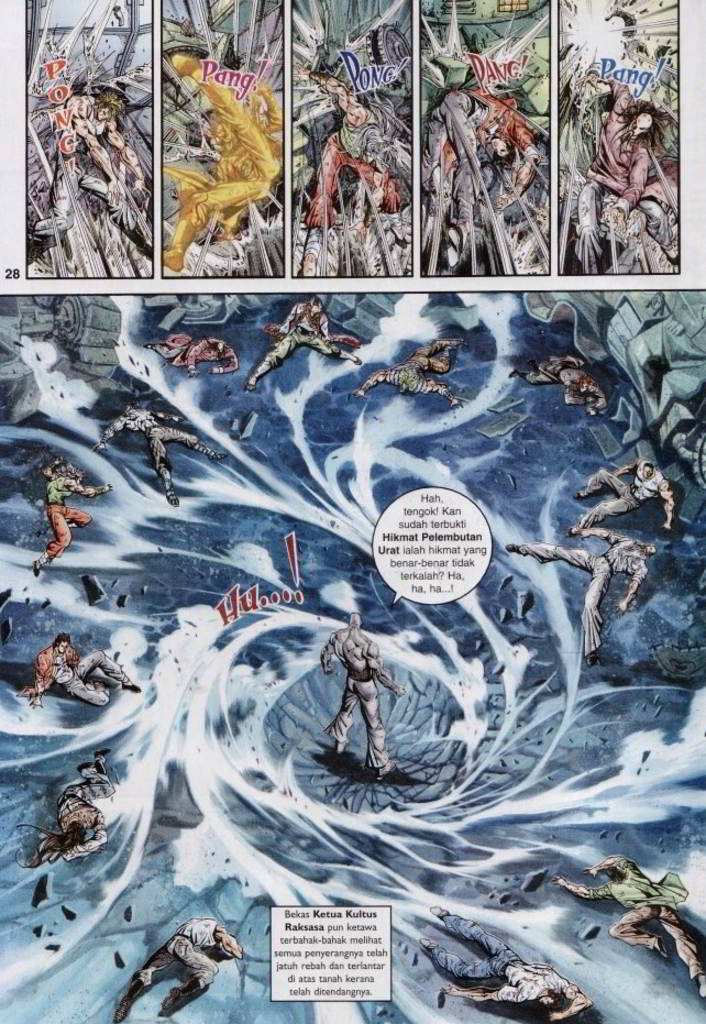 PONG!
Pang!
PONG!
PANG!
Pang!
28
Hah,
tengok! Kan
sudah terbukti
Hikmat Pelembutan
Urat ialah hikmat yang
benar-benar tidak
terkalah? Ha,
ha, ha...!
Hu....!
Bekas Ketua Kultus
Raksasa pun ketawa
terbahak-bahak melihat
semua penyerangnya telah
jatuh rebah dan terlantar
di atas tanah kerana
telah ditendangnya.